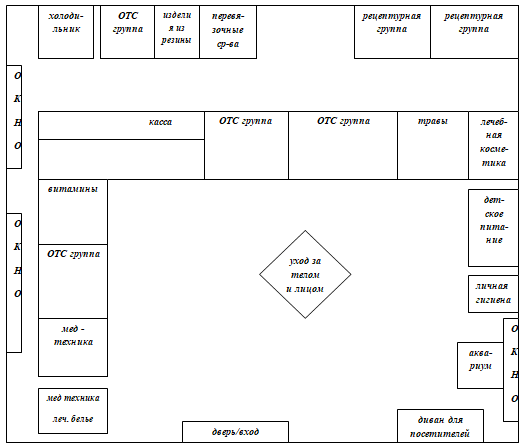 холоди-
льник
ОТС
группа
издели
я из
резины
перевя-
зочные
ср-ва
рецептурная
группа
рецептурная
группа
О
К
Н
О
касса
ОТС группа
ОТС группа
травы
лечеб-
ная
косме-
тика
витамины
дет-
ское
пита-
ние
О
К
Н
О
ОТС группа
уход за
телом
и лицом
личная
гигиена
мед -
техника
аква-
риум
О
К
Н
О
мед техника
леч. белье
дверь/вход
диван для
посетителей